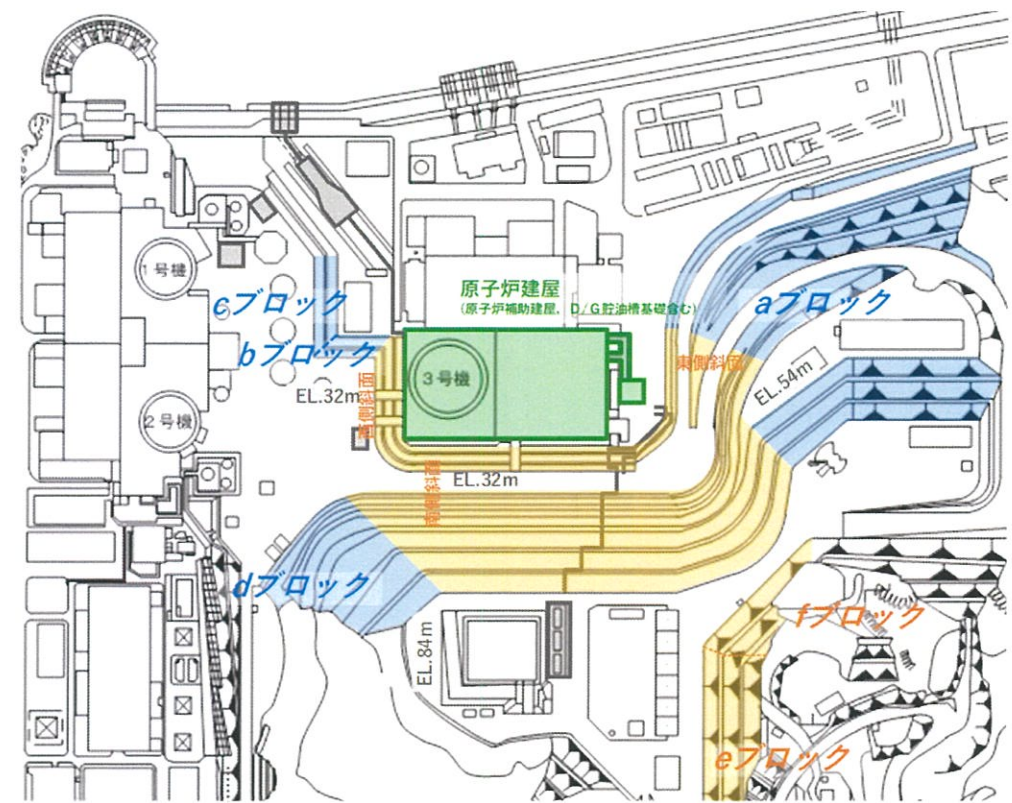 1号機
cブロック
原子炉建屋
(原子炉補助建屋，D/G貯油槽基礎含む)
aブロック
bブロック
東側斜面
3号機
EL.32m
西側斜面
EL.54m
2号機
EL.32m
南側斜面
dブロック
EL.84m
fブロック
eブロック